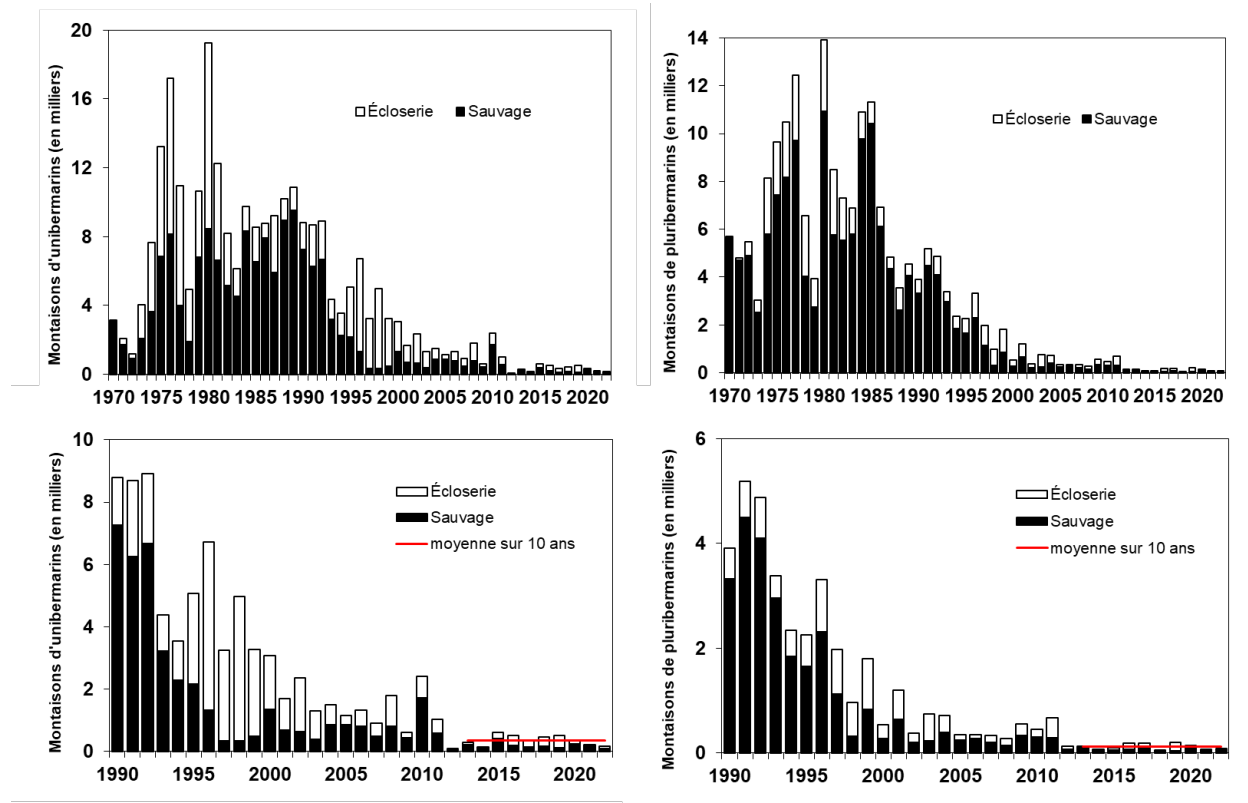 Montaisons d'unibermarins (en milliers)
20
16
12
8
4
0
Écloserie
Sauvage
1970 1975 1980 1985 1990 1995 2000 2005 2010 2015 2020
Montaisons de pluribermarins (en milliers)
14
12
10
8
6
4
2
0
Écloserie
Sauvage
1970 1975 1980 1985 1990 1995 2000 2005 2010 2015 2020
Montaisons d'unibermarins (en milliers)
10
8
6
4
2
0
Écloserie
Sauvage
moyenne sur 10 ans
1990 1995 2000 2005 2010 2015 2020
Montaisons de pluribermarins (en milliers)
6
4
2
0
Écloserie
Sauvage
moyenne sur 10 ans
1990 1995 2000 2005 2010 2015 2020